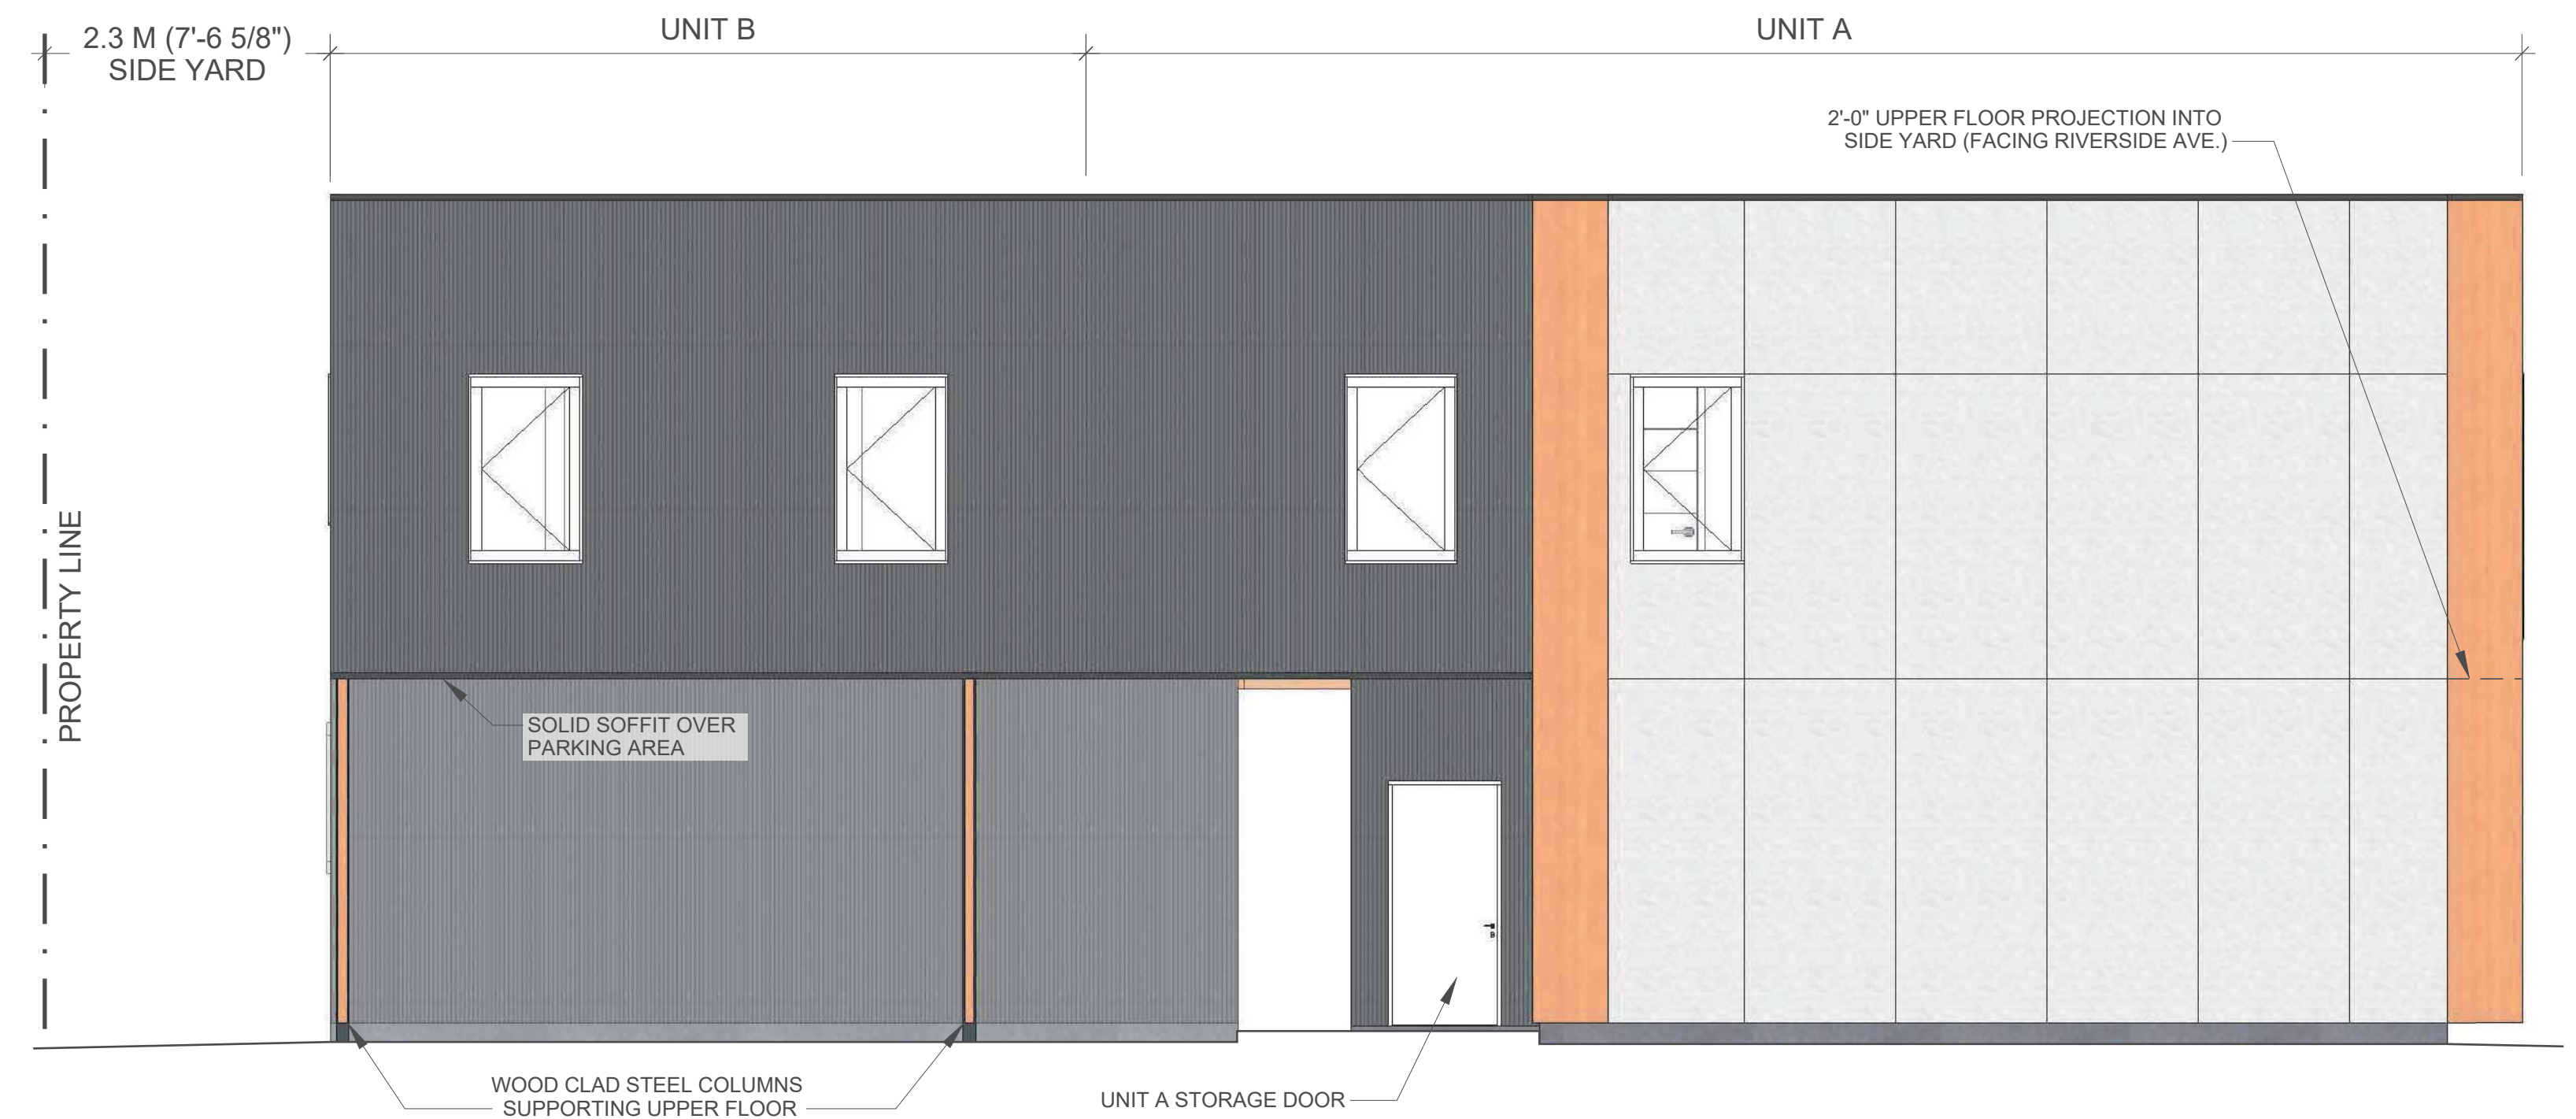 2.3 M (7'-6 5/8")
SIDE YARD
UNIT B
UNIT A
2'-0" UPPER FLOOR PROJECTION INTO
SIDE YARD (FACING RIVERSIDE AVE.)
PROPERTY LINE
SOLID SOFFIT OVER
PARKING AREA
WOOD CLAD STEEL COLUMNS
SUPPORTING UPPER FLOOR
UNIT A STORAGE DOOR